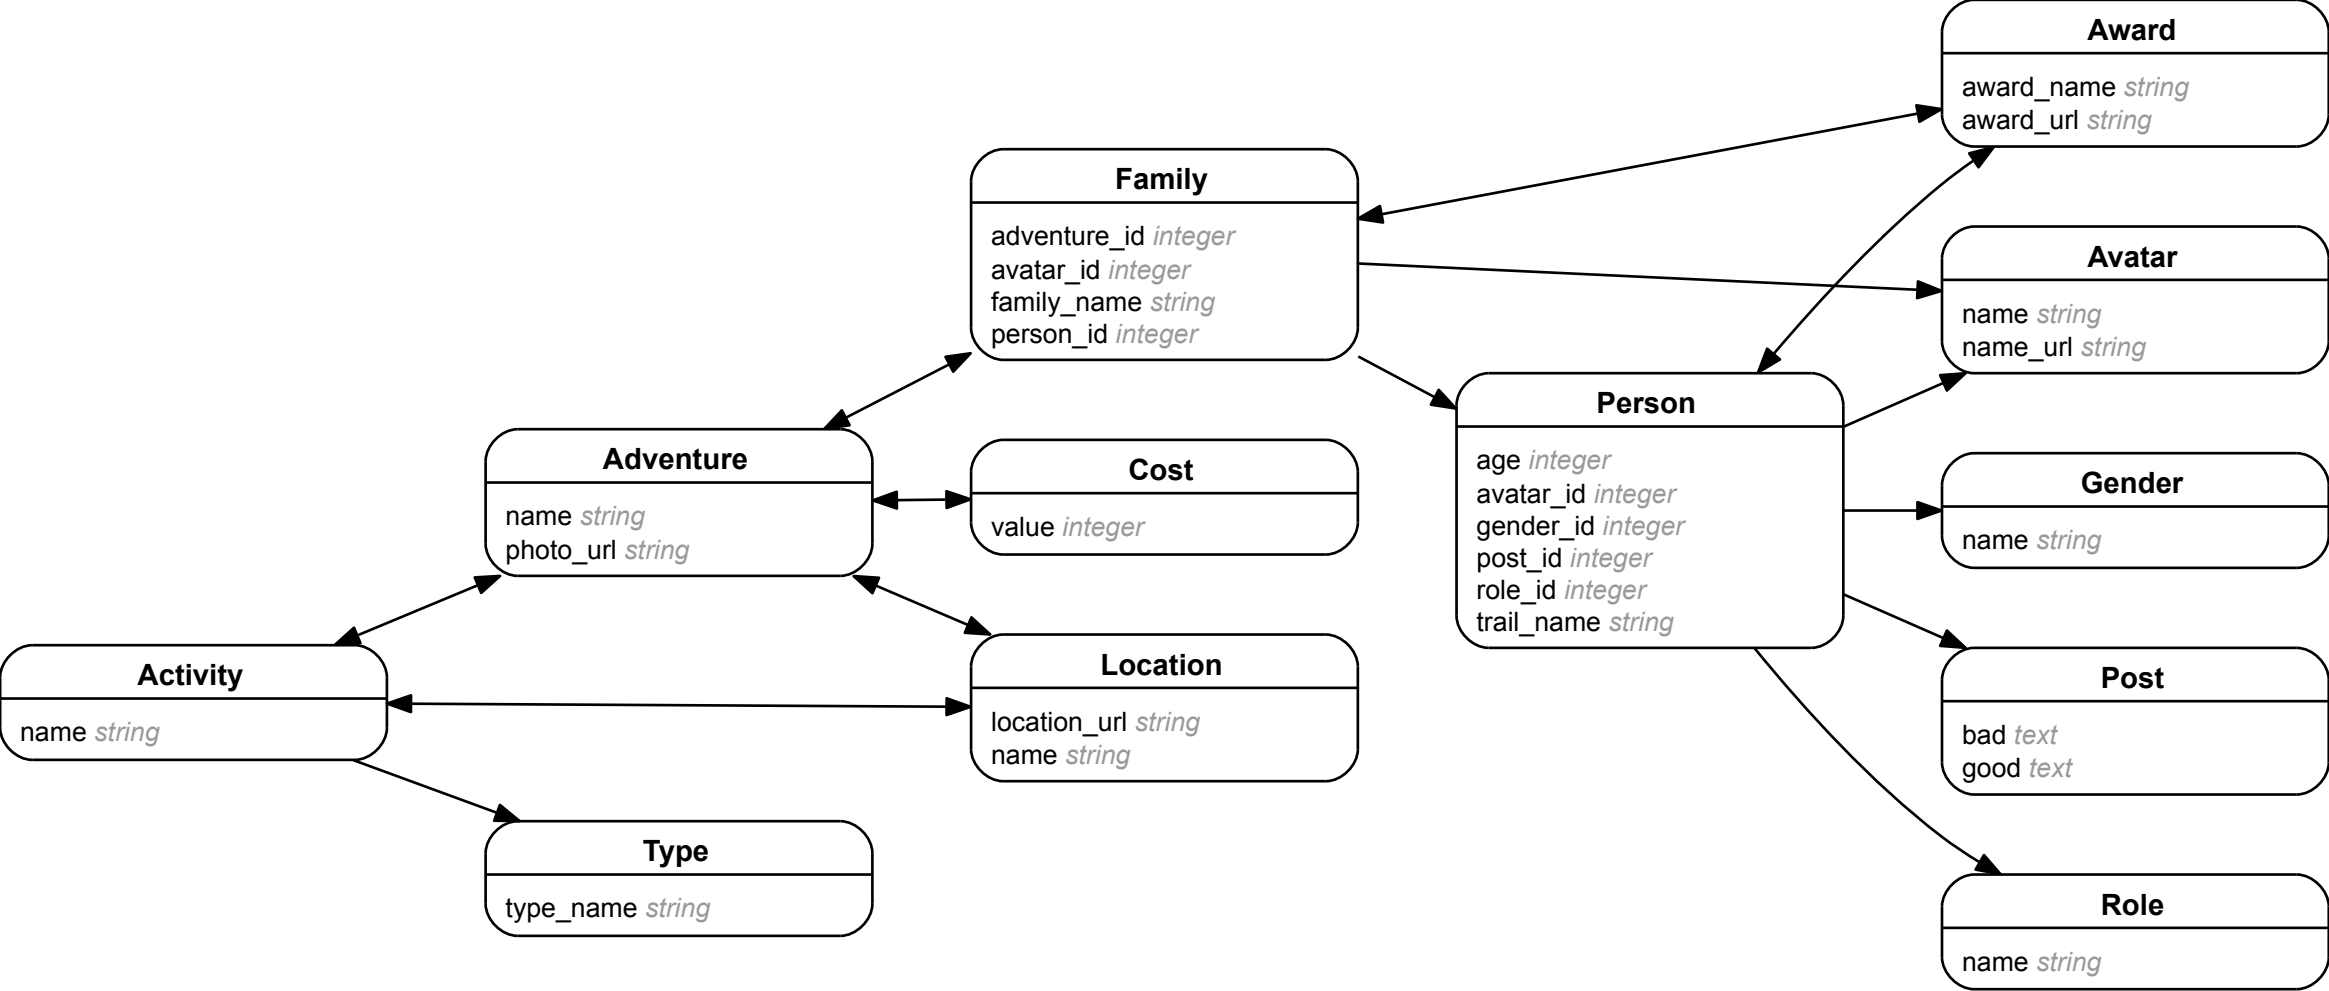 Award
award_name string
award_url string
Family
adventure_id integer
avatar_id integer
family_name string
person_id integer
Avatar
name string
name_url string
Person
age integer
avatar_id integer
gender_id integer
post_id integer
role_id integer
trail_name string
Adventure
name string
photo_url string
Cost
value integer
Gender
name string
Activity
name string
Location
location_url string
name string
Post
bad text
good text
Type
type_name string
Role
name string